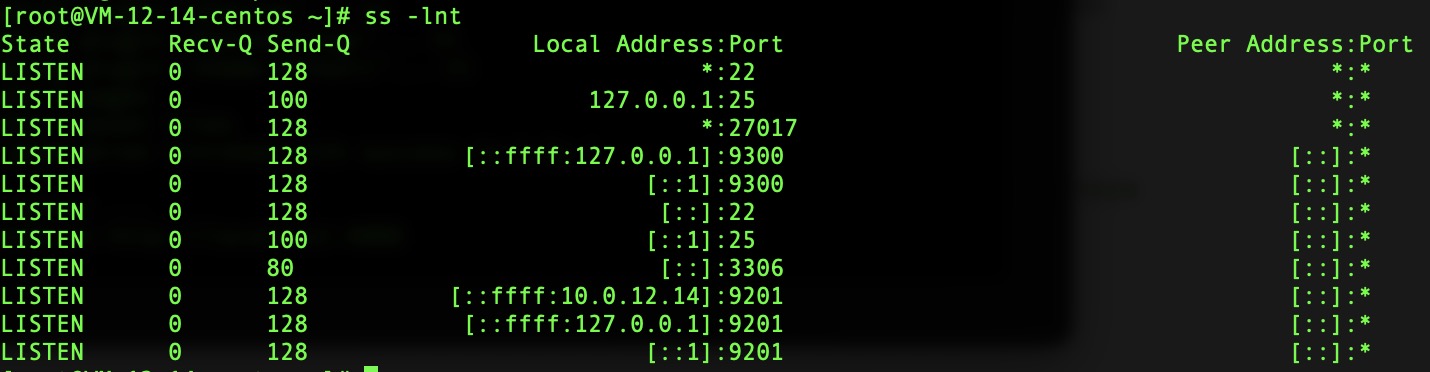 [root@VM-12-14-centos ~]# ss -lnt
State Recv-Q Send-Q Local Address:Port Peer Address:Port
LISTEN 0 128 *:22 *:*
LISTEN 0 100 127.0.0.1:25 *:*
LISTEN 0 128 *:27017 *:*
LISTEN 0 128 [::ffff:127.0.0.1]:9300 [::]:*
LISTEN 0 128 [::1]:9300 [::]:*
LISTEN 0 128 [::]:22 [::]:*
LISTEN 0 100 [::1]:25 [::]:*
LISTEN 0 80 [::]:3306 [::]:*
LISTEN 0 128 [::ffff:10.0.12.14]:9201 [::]:*
LISTEN 0 128 [::ffff:127.0.0.1]:9201 [::]:*
LISTEN 0 128 [::1]:9201 [::]:*